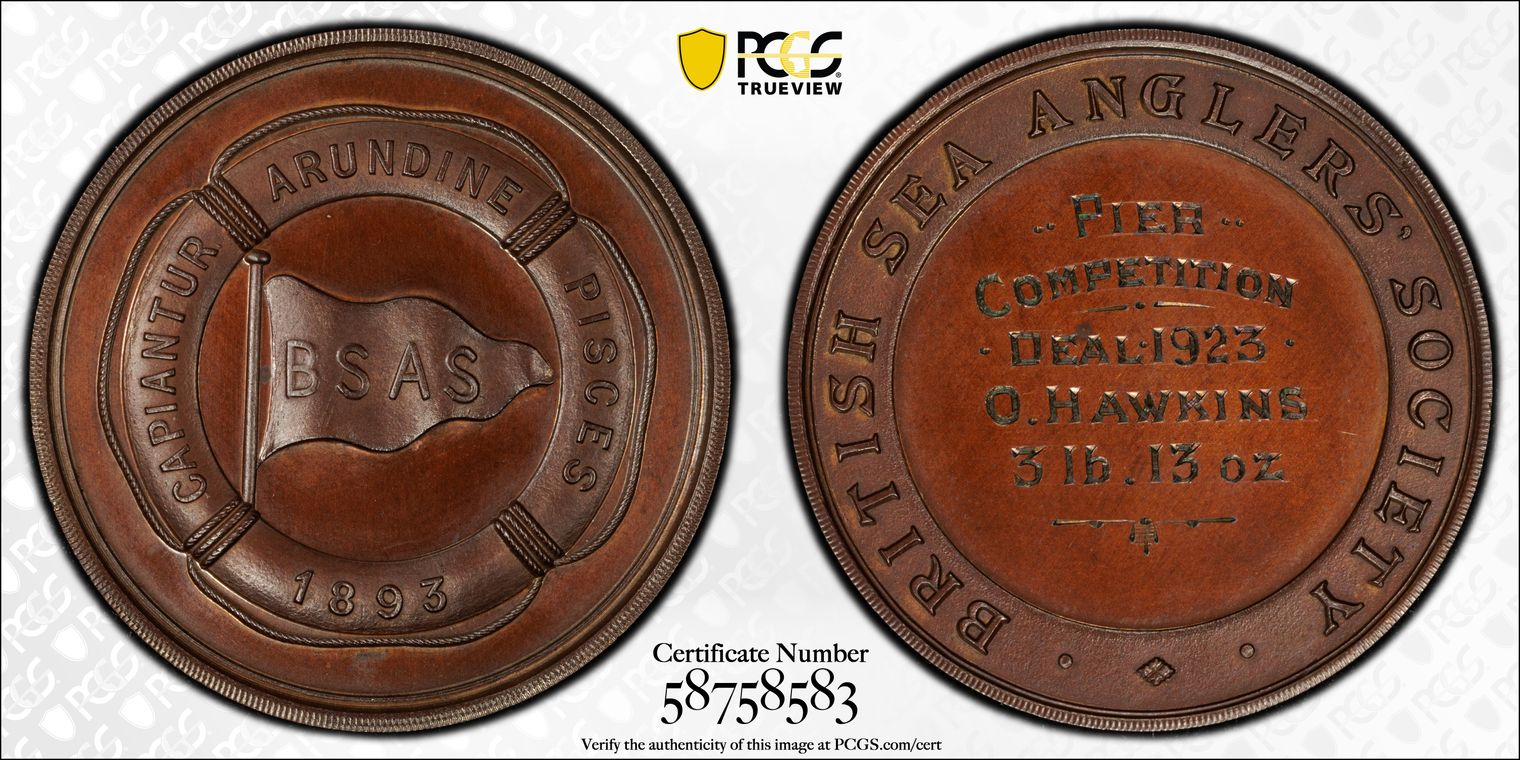 PCGS
TRUEVIEW
CAPIANTUR ARUNDINE PISCES
BSAS
1893
BRITISH SEA ANGLERS' SOCIETY
PIER
COMPETITION
DEAL·1923
O. HAWKINS
3 lb. 13 oz
Certificate Number
58758583
Verify the authenticity of this image at PCGS.com/cert